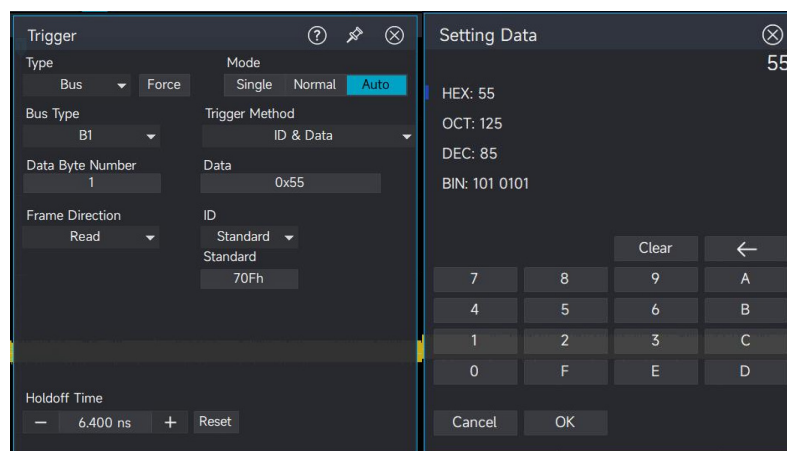 Trigger
Type
Mode
Bus
Force
Single
Normal
Auto
Bus Type
Trigger Method
B1
ID & Data
Data Byte Number
Data
1
0x55
Frame Direction
ID
Read
Standard
Standard
70Fh
Holdoff Time
− 6.400 ns + Reset
Setting Data
55
HEX: 55
OCT: 125
DEC: 85
BIN: 101 0101
Clear ←
7 8 9 A
4 5 6 B
1 2 3 C
0 F E D
Cancel OK